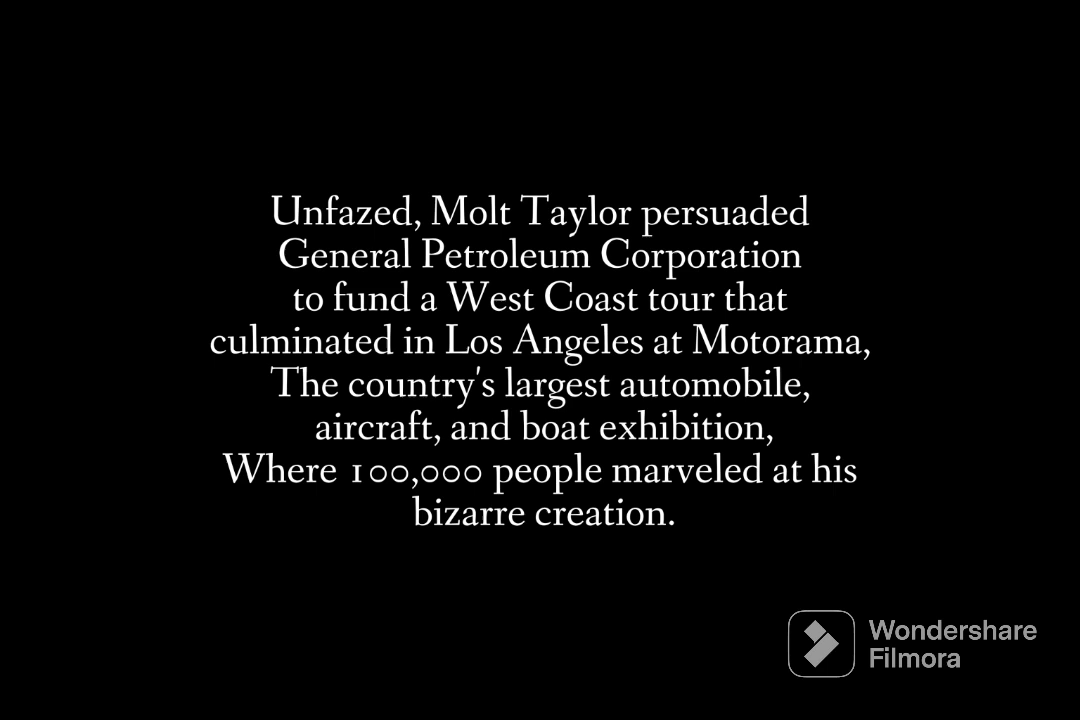 Unfazed, Molt Taylor persuaded
General Petroleum Corporation
to fund a West Coast tour that
culminated in Los Angeles at Motorama,
The country's largest automobile,
aircraft, and boat exhibition,
Where 100,000 people marveled at his
bizarre creation.
Wondershare
Filmora